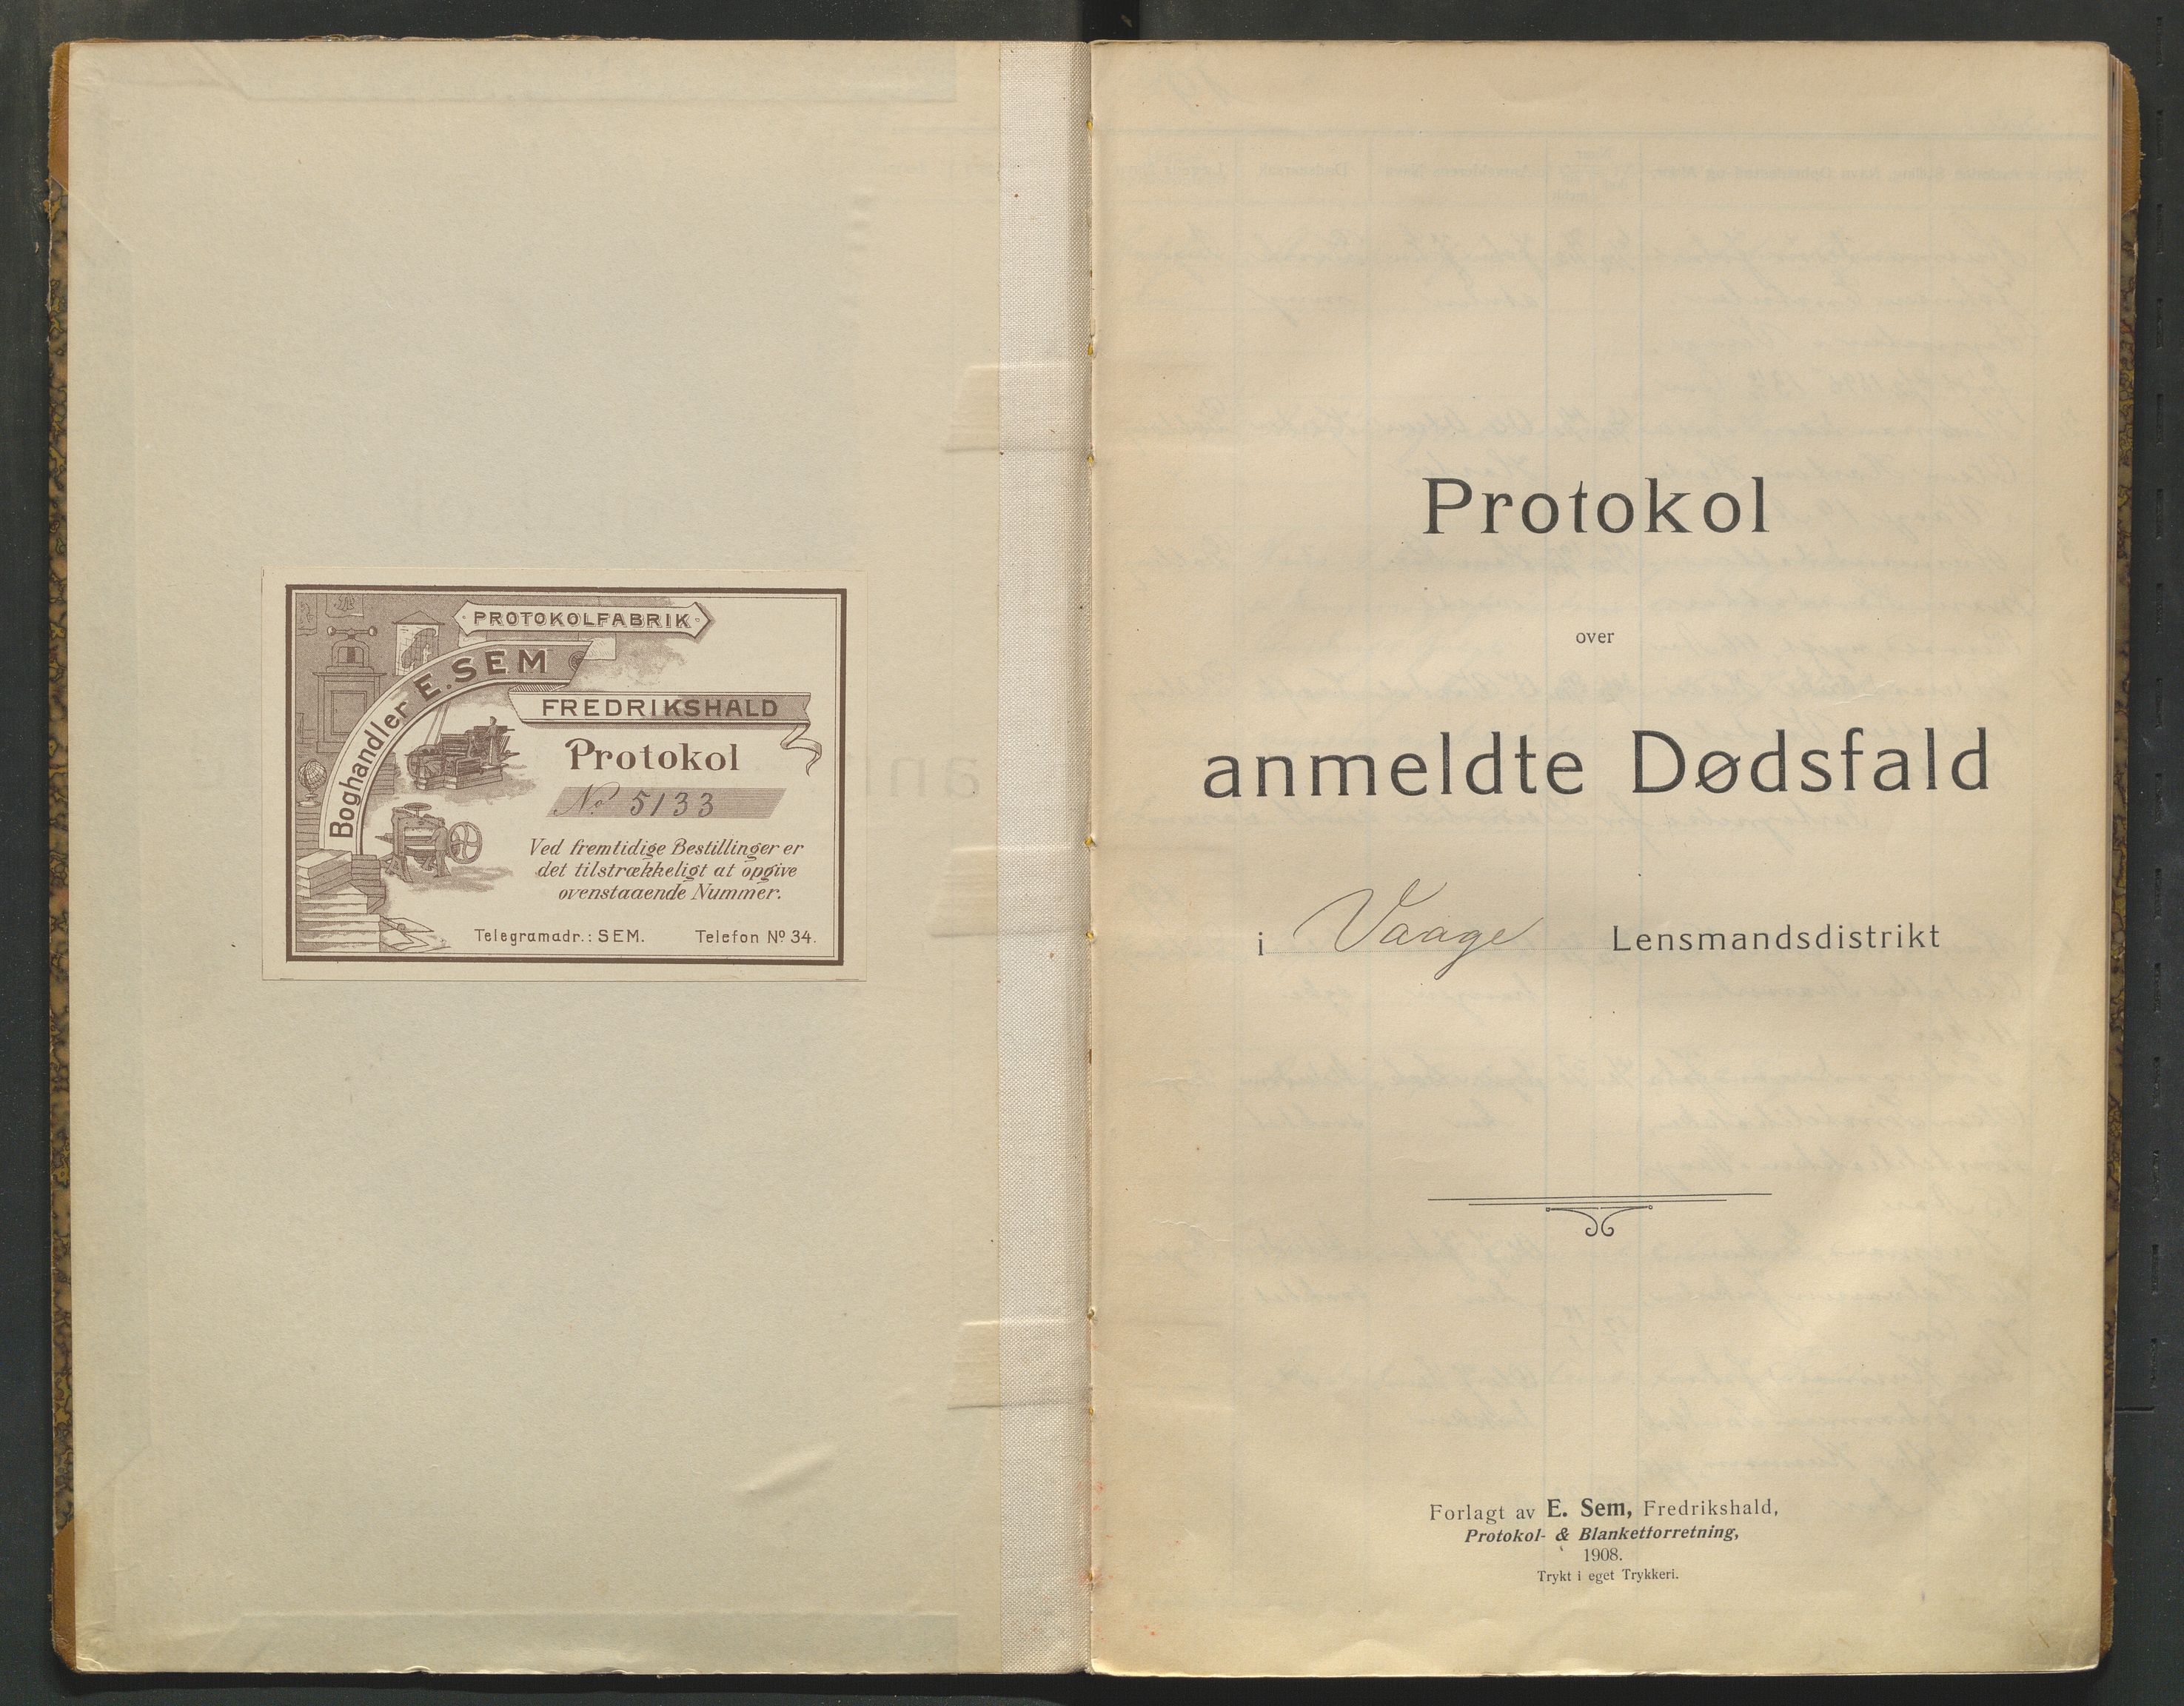 PROTOKOLFABRIK
Boghandler E. SEM
FREDRIKSHALD
Protokol
No 5133
Ved fremtidige Bestillinger er
det tilstrækkeligt at opgive
ovenstaaende Nummer.
Telegramadr.: SEM. Telefon No 34.
Protokol
over
anmeldte Dødsfald
i Vaage Lensmandsdistrikt
Forlagt av E. Sem, Fredrikshald,
Protokol- & Blanketforretning,
1908.
Trykt i eget Trykkeri.